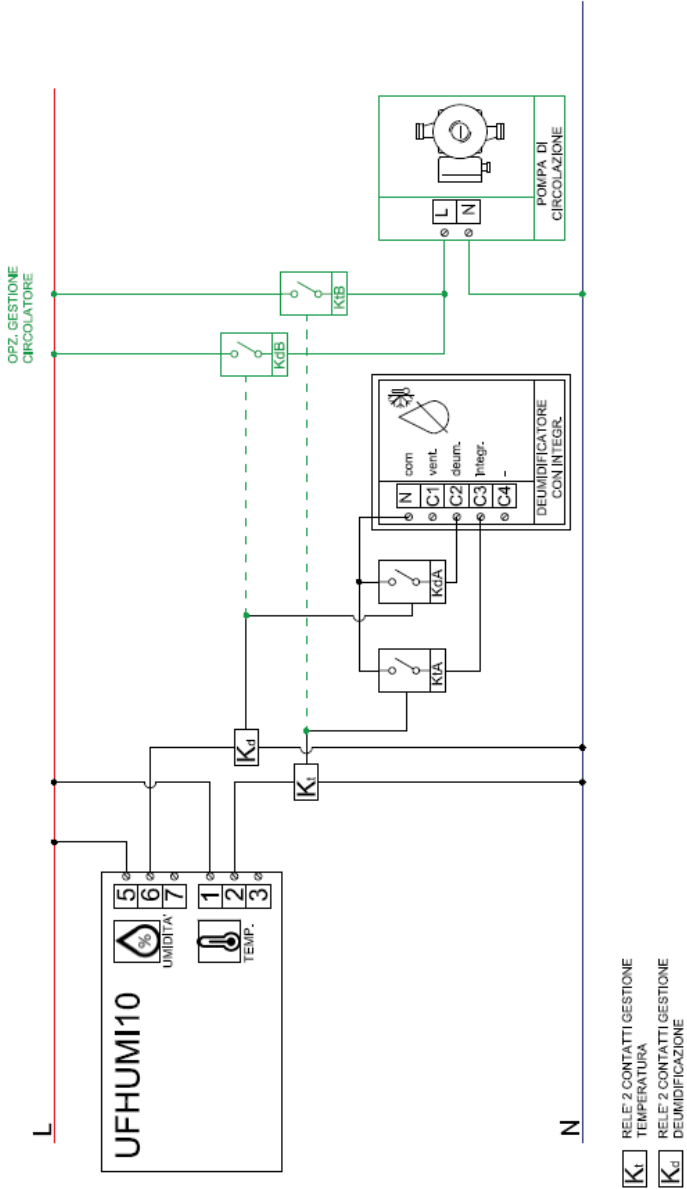 OPZ. GESTIONE
CIRCOLATORE
L
UFHUMI10
%
UMIDITA'
TEMP.
5
6
7
1
2
3
Kd
Kt
KdB
KtB
KtA
KdA
N
C1
C2
C3
C4
com
vent.
deum.
Integr.
-
DEUMIDIFICATORE
CON INTEGR.
L
N
POMPA DI
CIRCOLAZIONE
N
Kt
RELE' 2 CONTATTI GESTIONE
TEMPERATURA
Kd
RELE' 2 CONTATTI GESTIONE
DEUMIDIFICAZIONE